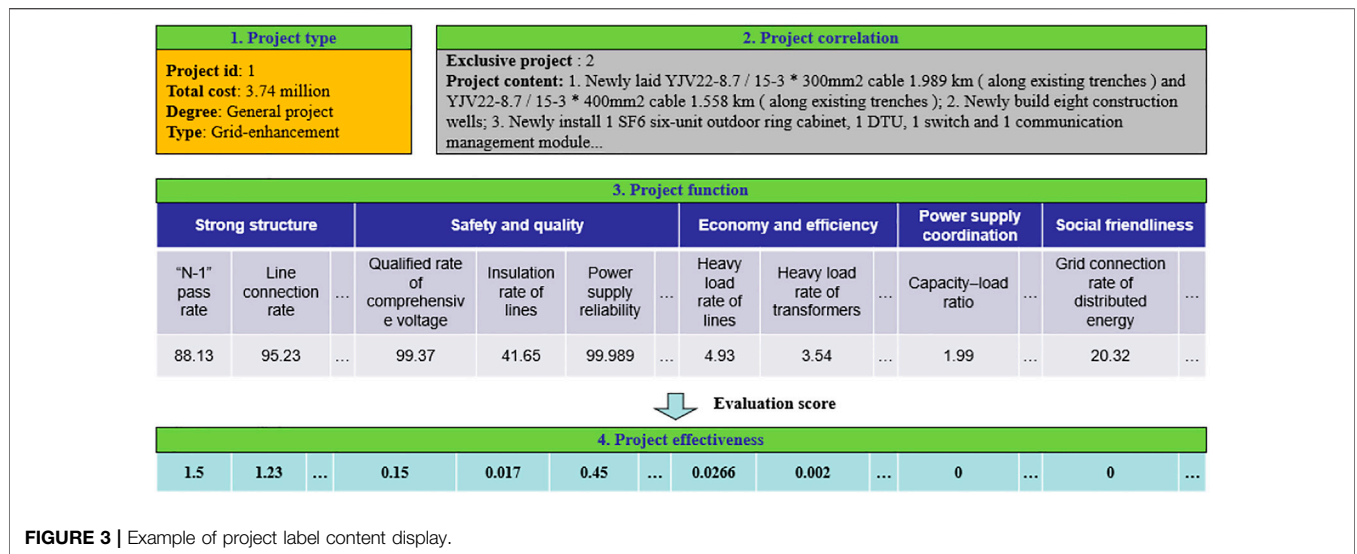 1. Project type
Project id: 1
Total cost: 3.74 million
Degree: General project
Type: Grid-enhancement
2. Project correlation
Exclusive project : 2
Project content: 1. Newly laid YJV22-8.7 / 15-3 * 300mm2 cable 1.989 km ( along existing trenches ) and
YJV22-8.7 / 15-3 * 400mm2 cable 1.558 km ( along existing trenches ); 2. Newly build eight construction
wells; 3. Newly install 1 SF6 six-unit outdoor ring cabinet, 1 DTU, 1 switch and 1 communication
management module...
3. Project function
Strong structure
Safety and quality
Economy and efficiency
Power supply
coordination
Social friendliness
“N-1”
pass
rate
Line
connection
rate
...
Qualified rate
of
comprehensiv
e voltage
Insulation
rate of
lines
Power
supply
reliability
...
Heavy
load
rate of
lines
Heavy load
rate of
transformers
...
Capacity–load
ratio
...
Grid connection
rate of
distributed
energy
...
88.13
95.23
...
99.37
41.65
99.989
...
4.93
3.54
...
1.99
...
20.32
...
Evaluation score
4. Project effectiveness
1.5
1.23
...
0.15
0.017
0.45
...
0.0266
0.002
...
0
...
0
...
FIGURE 3 | Example of project label content display.